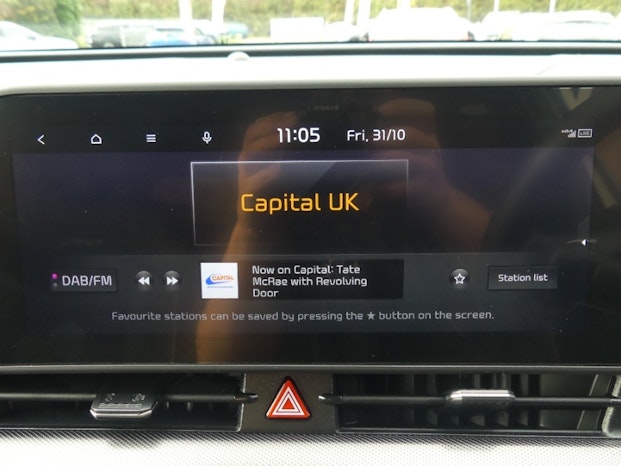 11:05 Fri, 31/10
Capital UK
DAB/FM
CAPITAL
Now on Capital: Tate
McRae with Revolving
Door
Station list
Favourite stations can be saved by pressing the ★ button on the screen.